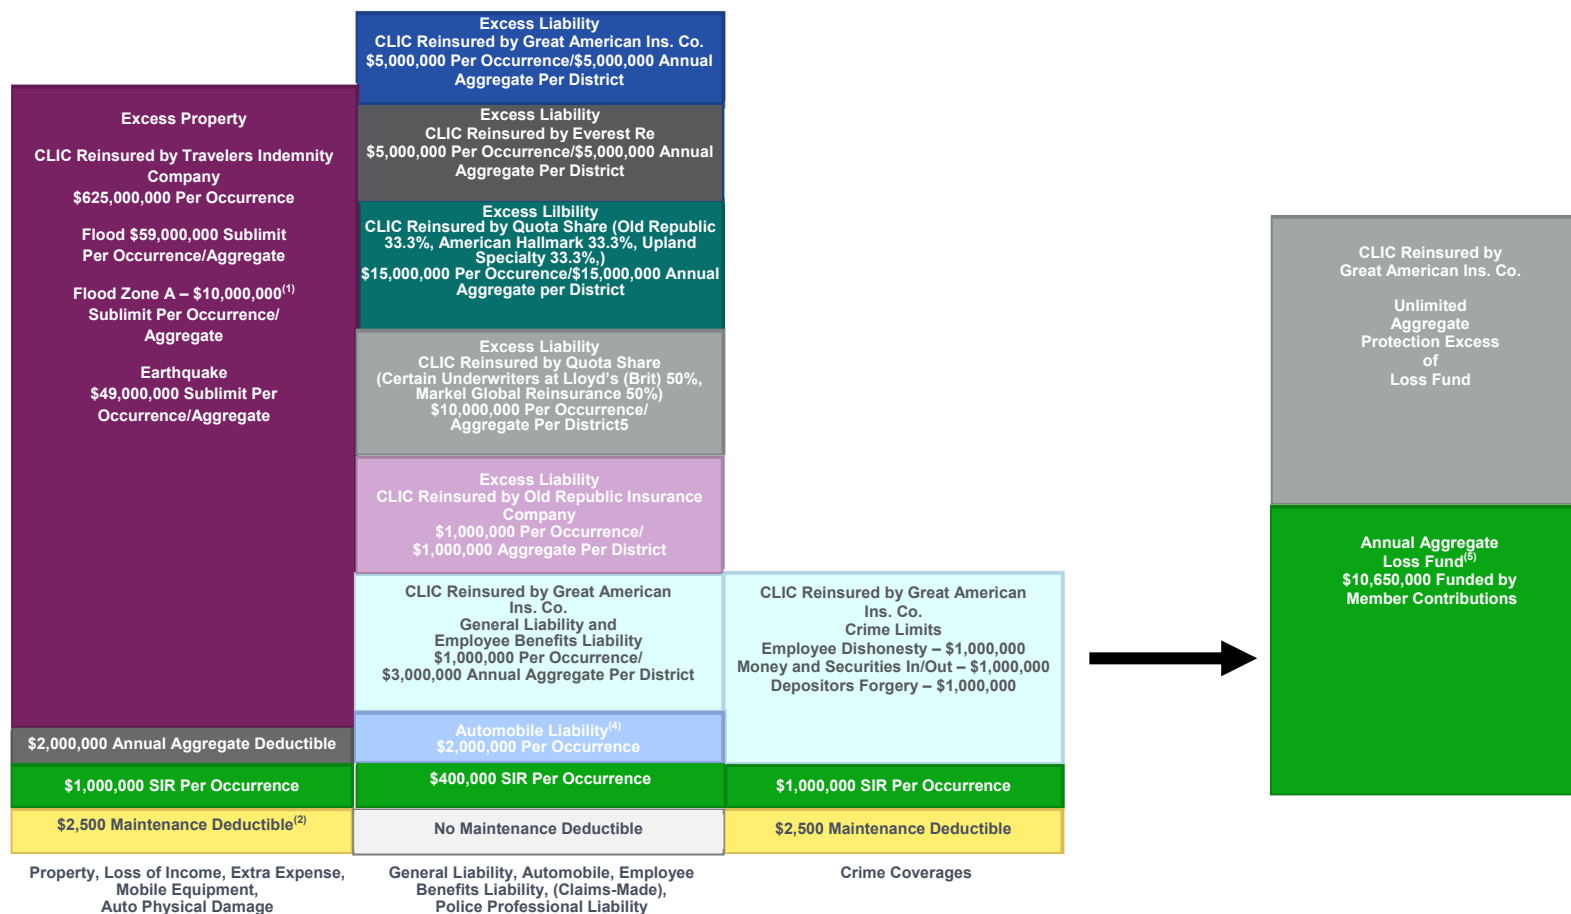 Excess Liability
CLIC Reinsured by Great American Ins. Co.
$5,000,000 Per Occurrence/$5,000,000 Annual
Aggregate Per District
Excess Property
CLIC Reinsured by Travelers Indemnity
Company
$625,000,000 Per Occurrence
Flood $59,000,000 Sublimit
Per Occurrence/Aggregate
Flood Zone A – $10,000,000(1)
Sublimit Per Occurrence/
Aggregate
Earthquake
$49,000,000 Sublimit Per
Occurrence/Aggregate
Excess Liability
CLIC Reinsured by Everest Re
$5,000,000 Per Occurrence/$5,000,000 Annual
Aggregate Per District
Excess Lilbility
CLIC Reinsured by Quota Share (Old Republic
33.3%, American Hallmark 33.3%, Upland
Specialty 33.3%,)
$15,000,000 Per Occurence/$15,000,000 Annual
Aggregate per District
Excess Liability
CLIC Reinsured by Quota Share
(Certain Underwriters at Lloyd's (Brit) 50%,
Markel Global Reinsurance 50%)
$10,000,000 Per Occurrence/
Aggregate Per District5
Excess Liability
CLIC Reinsured by Old Republic Insurance
Company
$1,000,000 Per Occurrence/
$1,000,000 Aggregate Per District
CLIC Reinsured by Great American
Ins. Co.
General Liability and
Employee Benefits Liability
$1,000,000 Per Occurrence/
$3,000,000 Annual Aggregate Per District
CLIC Reinsured by Great American
Ins. Co.
Crime Limits
Employee Dishonesty – $1,000,000
Money and Securities In/Out – $1,000,000
Depositors Forgery – $1,000,000
CLIC Reinsured by
Great American Ins. Co.
Unlimited
Aggregate
Protection Excess
of
Loss Fund
Annual Aggregate
Loss Fund(5)
$10,650,000 Funded by
Member Contributions
$2,000,000 Annual Aggregate Deductible
Automobile Liability(4)
$2,000,000 Per Occurrence
$1,000,000 SIR Per Occurrence
$400,000 SIR Per Occurrence
$1,000,000 SIR Per Occurrence
$2,500 Maintenance Deductible(2)
No Maintenance Deductible
$2,500 Maintenance Deductible
Property, Loss of Income, Extra Expense,
Mobile Equipment,
Auto Physical Damage
General Liability, Automobile, Employee
Benefits Liability, (Claims-Made),
Police Professional Liability
Crime Coverages